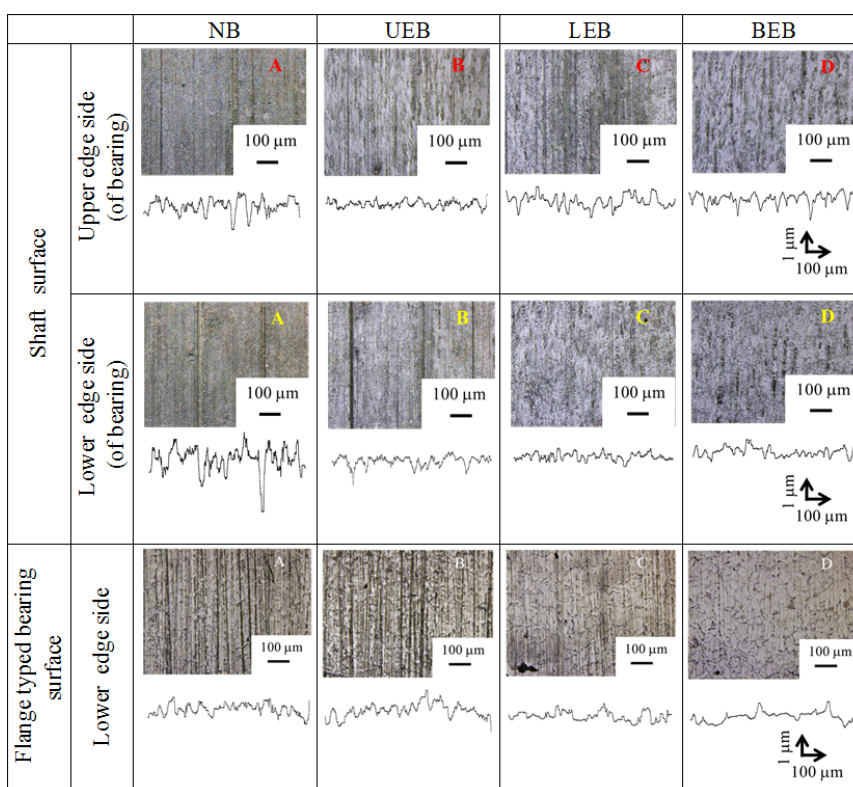 NB UEB LEB BEB
Shaft surface
Upper edge side
(of bearing)
A B C D
100 µm 100 µm 100 µm 100 µm
1 µm
100 µm
Lower edge side
(of bearing)
A B C D
100 µm 100 µm 100 µm 100 µm
1 µm
100 µm
Flange typed bearing
surface
Lower edge side
A B C D
100 µm 100 µm 100 µm 100 µm
1 µm
100 µm